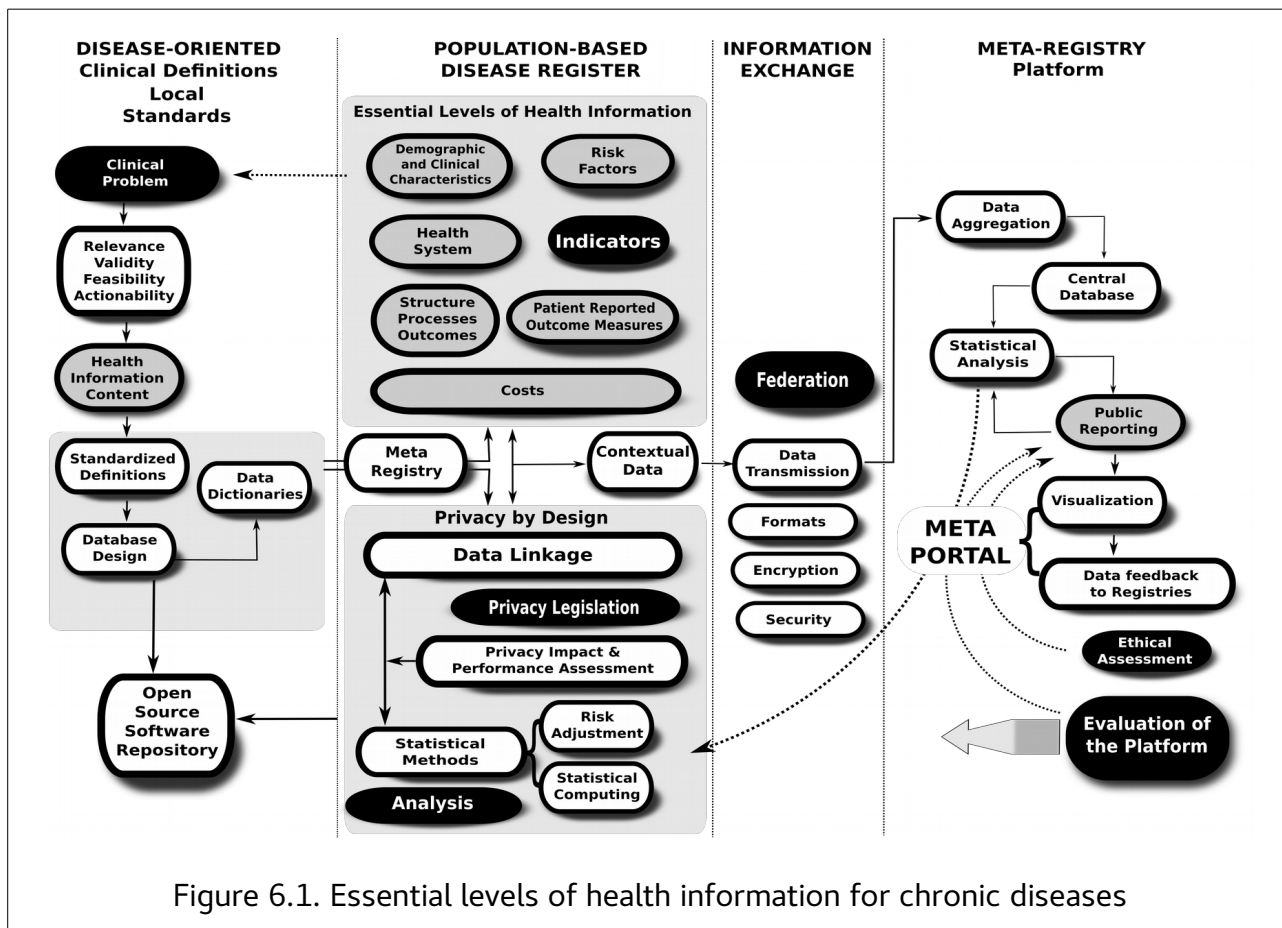 DISEASE-ORIENTED
Clinical Definitions
Local
Standards
Clinical
Problem
Relevance
Validity
Feasibility
Actionability
Health
Information
Content
Standardized
Definitions
Data
Dictionaries
Database
Design
Open
Source
Software
Repository
POPULATION-BASED
DISEASE REGISTER
Essential Levels of Health Information
Demographic
and Clinical
Characteristics
Risk
Factors
Health
System
Indicators
Structure
Processes
Outcomes
Patient Reported
Outcome Measures
Costs
Meta
Registry
Contextual
Data
Privacy by Design
Data Linkage
Privacy Legislation
Privacy Impact &
Performance Assessment
Statistical
Methods
Risk
Adjustment
Statistical
Computing
Analysis
INFORMATION
EXCHANGE
Federation
Data
Transmission
Formats
Encryption
Security
META-REGISTRY
Platform
Data
Aggregation
Central
Database
Statistical
Analysis
Public
Reporting
Visualization
META
PORTAL
Data feedback
to Registries
Ethical
Assessment
Evaluation of
the Platform
Figure 6.1. Essential levels of health information for chronic diseases